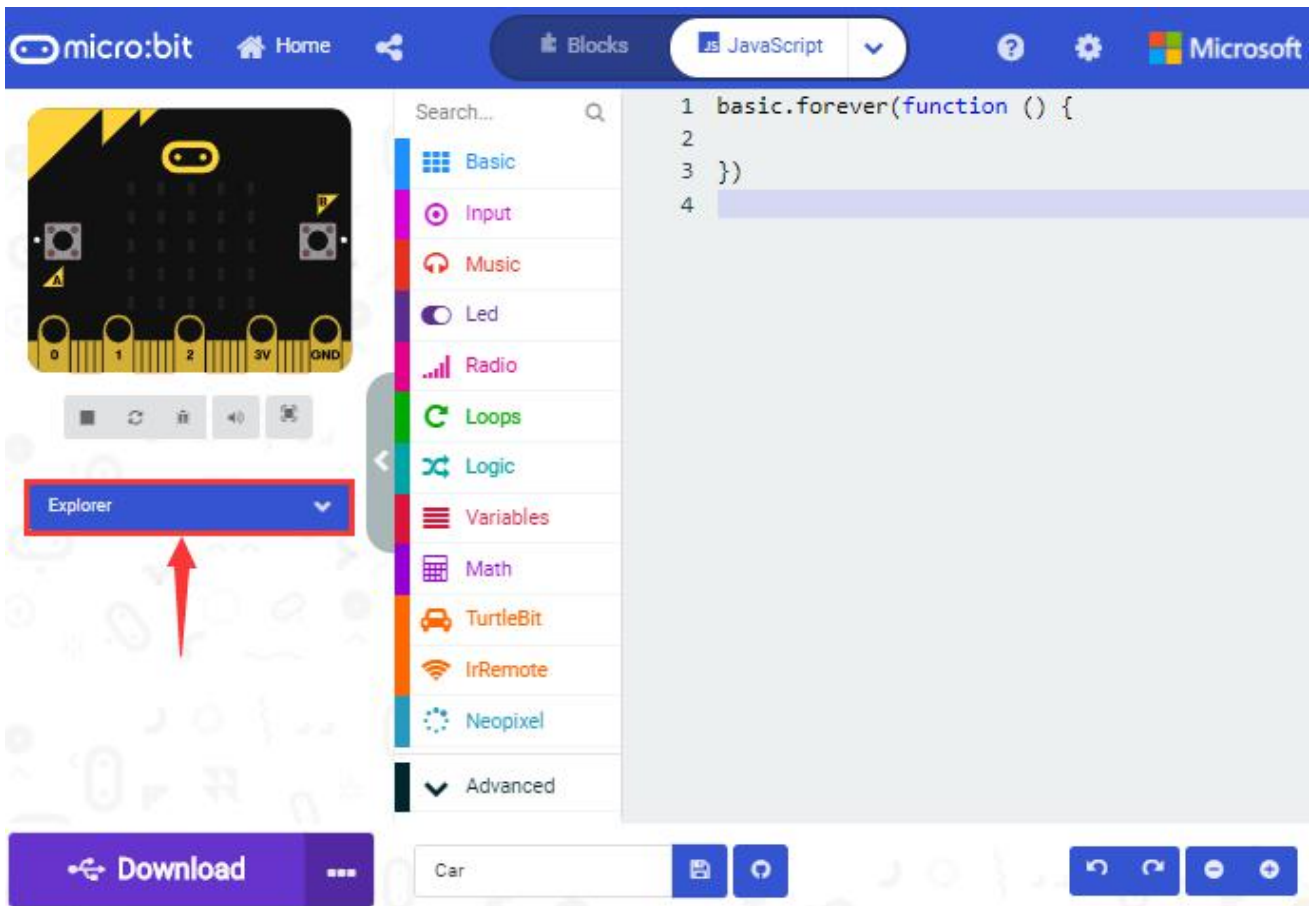 micro:bit Home Blocks JS JavaScript Microsoft
B
A
0 1 2 3V GND
Explorer
Search...
Basic
Input
Music
Led
Radio
Loops
Logic
Variables
Math
TurtleBit
IrRemote
Neopixel
Advanced
1 basic.forever(function () {
2
3 })
4
Download
Car